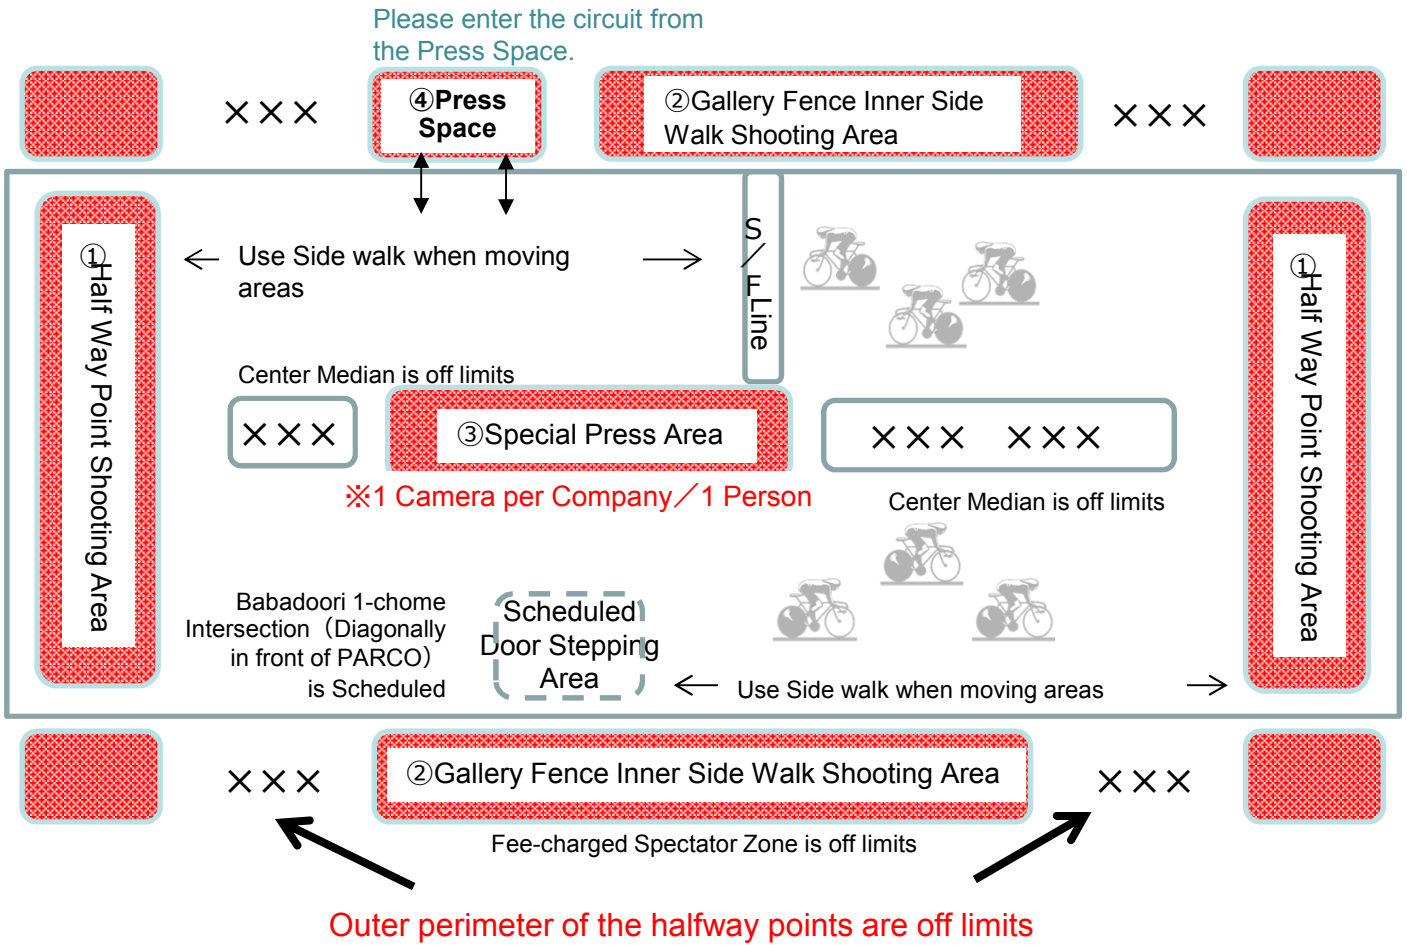 Please enter the circuit from
the Press Space.
×××
④Press
Space
②Gallery Fence Inner Side
Walk Shooting Area
×××
①Half Way Point Shooting Area
← Use Side walk when moving →
areas
S／F Line
①Half Way Point Shooting Area
Center Median is off limits
×××
③Special Press Area
××× ×××
※1 Camera per Company／1 Person
Center Median is off limits
Babadoori 1-chome
Intersection（Diagonally
in front of PARCO）
is Scheduled
Scheduled
Door Stepping
Area
← Use Side walk when moving areas →
×××
②Gallery Fence Inner Side Walk Shooting Area
×××
Fee-charged Spectator Zone is off limits
Outer perimeter of the halfway points are off limits